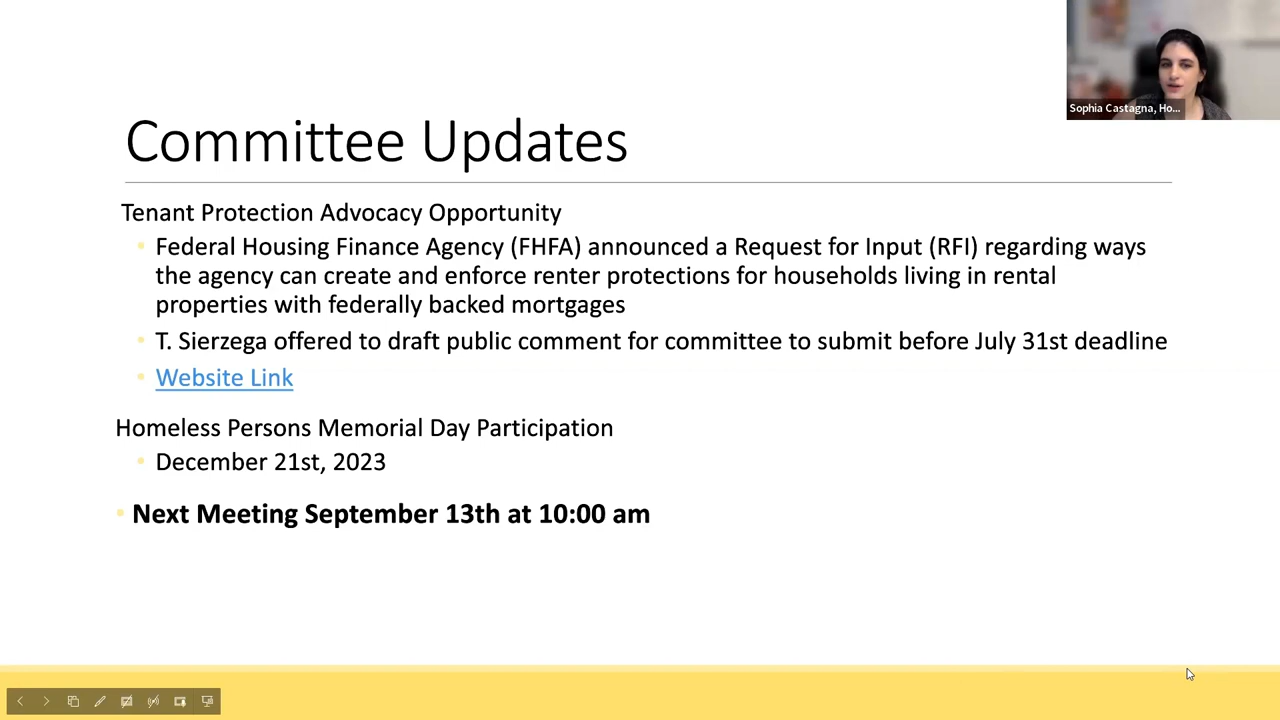 Sophia Castagna, Ho...
Committee Updates
Tenant Protection Advocacy Opportunity
Federal Housing Finance Agency (FHFA) announced a Request for Input (RFI) regarding ways
the agency can create and enforce renter protections for households living in rental
properties with federally backed mortgages
T. Sierzega offered to draft public comment for committee to submit before July 31st deadline
Website Link
Homeless Persons Memorial Day Participation
December 21st, 2023
Next Meeting September 13th at 10:00 am